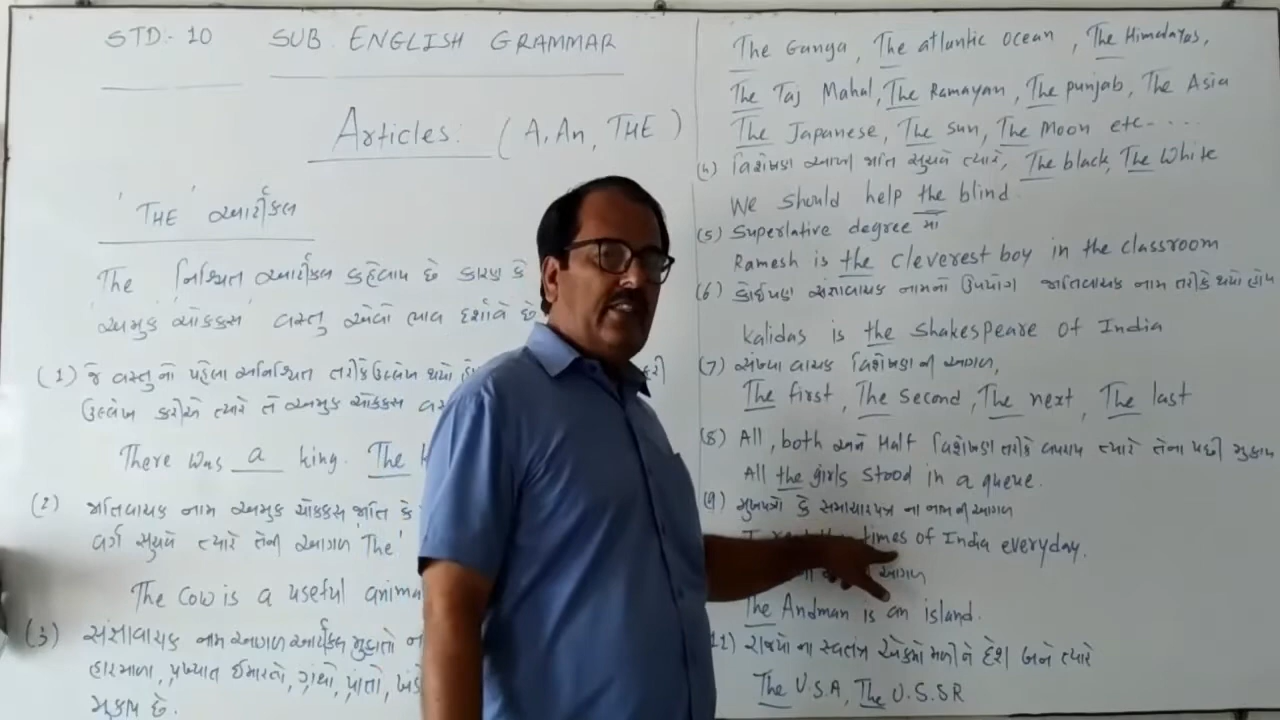 STD:- 10 SUB. ENGLISH GRAMMAR
Articles: (A, An, THE)
'THE' આર્ટીકલ
The નિશ્ચિત આર્ટીકલ કહેવાય છે કારણ કે
'અમુક ચોક્કસ' વસ્તુ એવો ભાવ દર્શાવે છે
(1) જે વસ્તુનો પહેલા અનિશ્ચિત તરીકે ઉલ્લેખ થયો
ઉલ્લેખ કરીએ ત્યારે તે અમુક ચોક્કસ
There was a king. The
(2) જાતિવાચક નામ અમુક ચોક્કસ જાતિ કે
વર્ગ સુચવે ત્યારે તેની આગળ 'The'
The Cow is a useful
(3) સંજ્ઞાવાચક નામ આગળ આર્ટીકલ મુકાતો
હારમાળા, પ્રખ્યાત ઈમારતો, ગ્રંથો, પ્રાંતો,
મુકાય છે.
The Ganga, The atlantic ocean, The Himalayas,
The Taj Mahal, The Ramayan, The punjab, The Asia
The Japanese, The sun, The Moon etc.....
(4) વિશેષણ આખી જાતિ સુચવે ત્યારે, The black, The White
We should help the blind.
(5) Superlative degree માં
Ramesh is the cleverest boy in the classroom
(6) કોઈપણ સંજ્ઞાવાચક નામનો ઉપયોગ જાતિવાચક નામ તરીકે થયો હોય
Kalidas is the Shakespeare of India
(7) સંખ્યા વાચક વિશેષણ ની આગળ,
The first, The Second, The next, The last
(8) All, both અને Half વિશેષણ તરીકે વપરાય ત્યારે તેના પછી મુકાય
All the girls stood in a queue.
(9) મુખપત્રો કે સમાચારપત્ર ના નામ ની આગળ
times of India everyday.
આગળ
The Andman is an island.
11) રાજ્યો ના સ્વતંત્ર એકમો મળીને દેશ બને ત્યારે
The U.S.A, The U.S.S.R